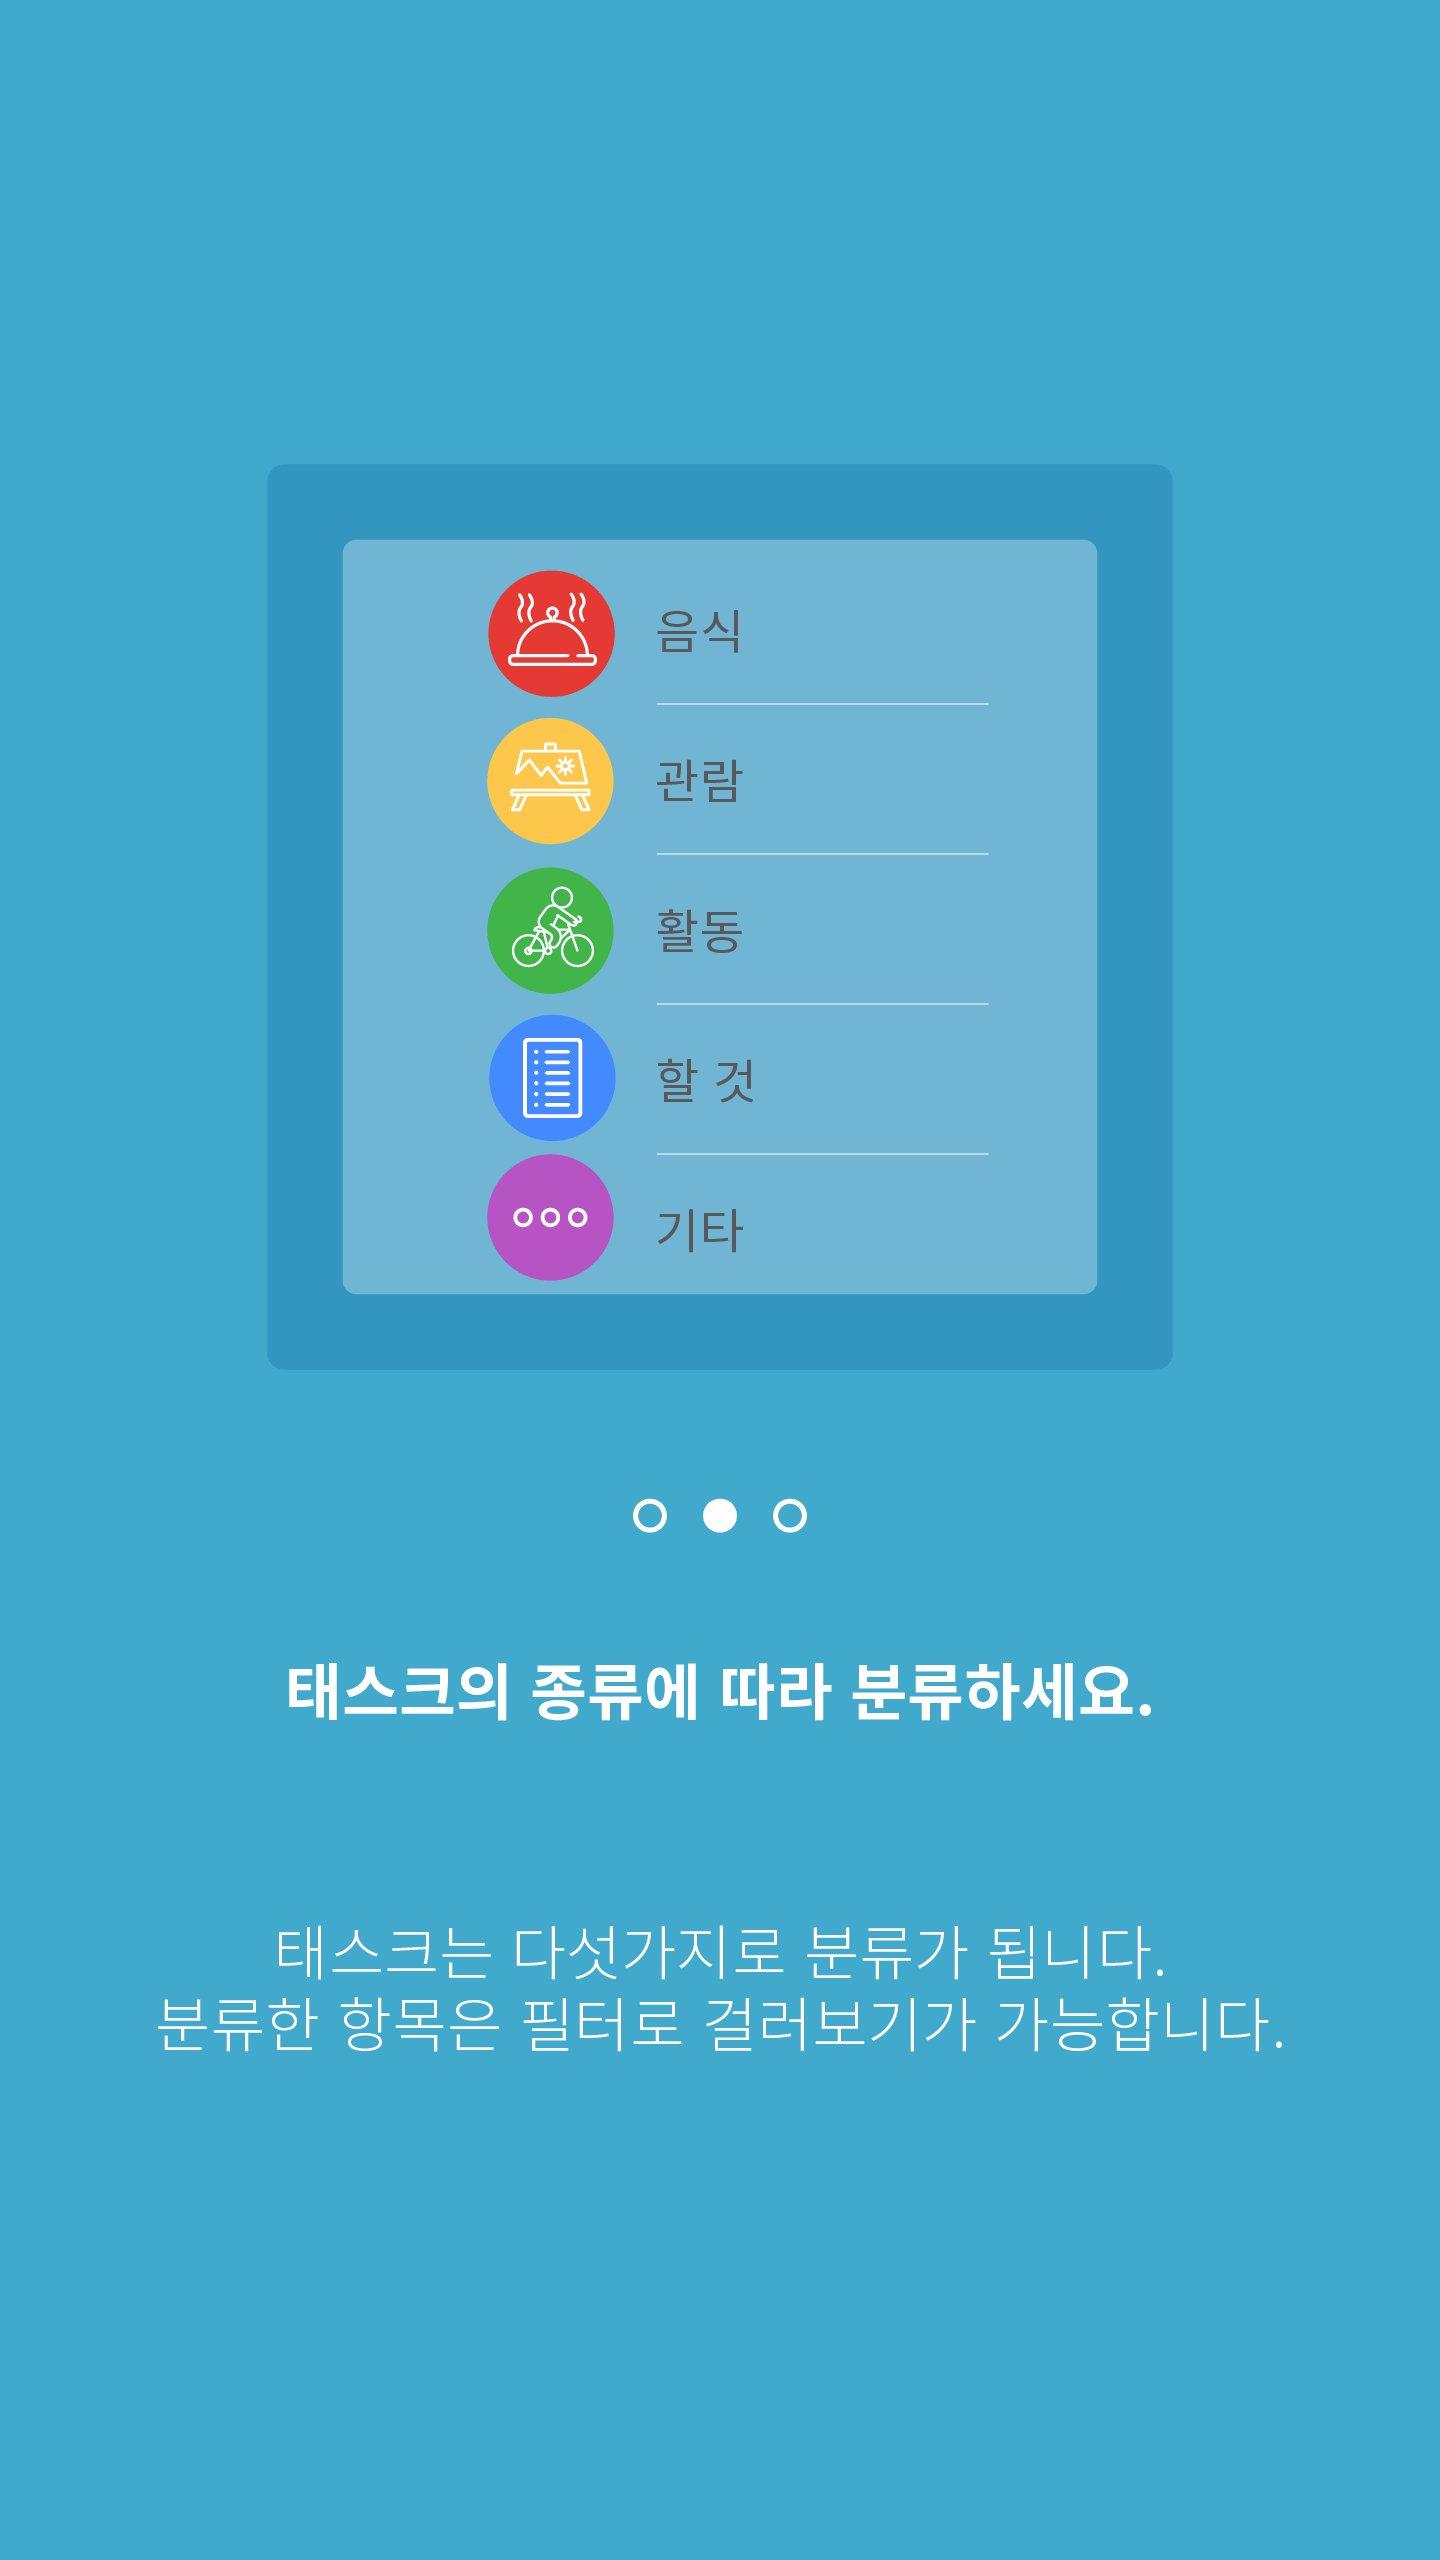 음식
관람
활동
할 것
기타
태스크의 종류에 따라 분류하세요.
태스크는 다섯가지로 분류가 됩니다.
분류한 항목은 필터로 걸러보기가 가능합니다.